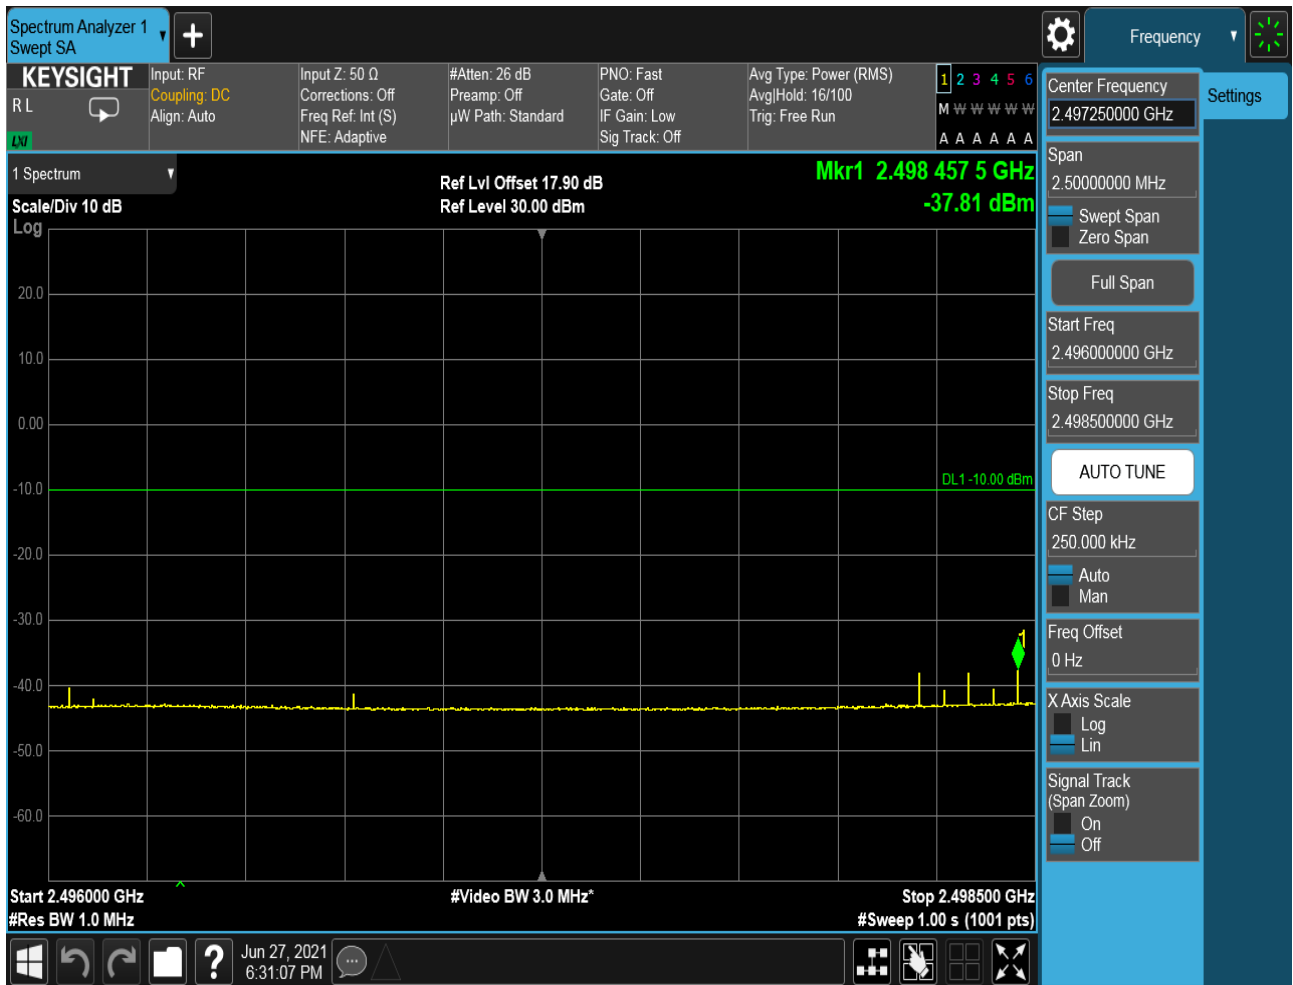 Spectrum Analyzer 1
Swept SA
Frequency
KEYSIGHT
R L
LXI
Input: RF
Coupling: DC
Align: Auto
Input Z: 50 Ω
Corrections: Off
Freq Ref: Int (S)
NFE: Adaptive
#Atten: 26 dB
Preamp: Off
µW Path: Standard
PNO: Fast
Gate: Off
IF Gain: Low
Sig Track: Off
Avg Type: Power (RMS)
Avg|Hold: 16/100
Trig: Free Run
1 2 3 4 5 6
M W W W W W
A A A A A A
1 Spectrum
Scale/Div 10 dB
Log
Ref Lvl Offset 17.90 dB
Ref Level 30.00 dBm
Mkr1 2.498 457 5 GHz
-37.81 dBm
20.0
10.0
0.00
-10.0
-20.0
-30.0
-40.0
-50.0
-60.0
DL1 -10.00 dBm
1
Start 2.496000 GHz
#Res BW 1.0 MHz
#Video BW 3.0 MHz*
Stop 2.498500 GHz
#Sweep 1.00 s (1001 pts)
Jun 27, 2021
6:31:07 PM
?
Center Frequency
2.497250000 GHz
Settings
Span
2.50000000 MHz
Swept Span
Zero Span
Full Span
Start Freq
2.496000000 GHz
Stop Freq
2.498500000 GHz
AUTO TUNE
CF Step
250.000 kHz
Auto
Man
Freq Offset
0 Hz
X Axis Scale
Log
Lin
Signal Track
(Span Zoom)
On
Off